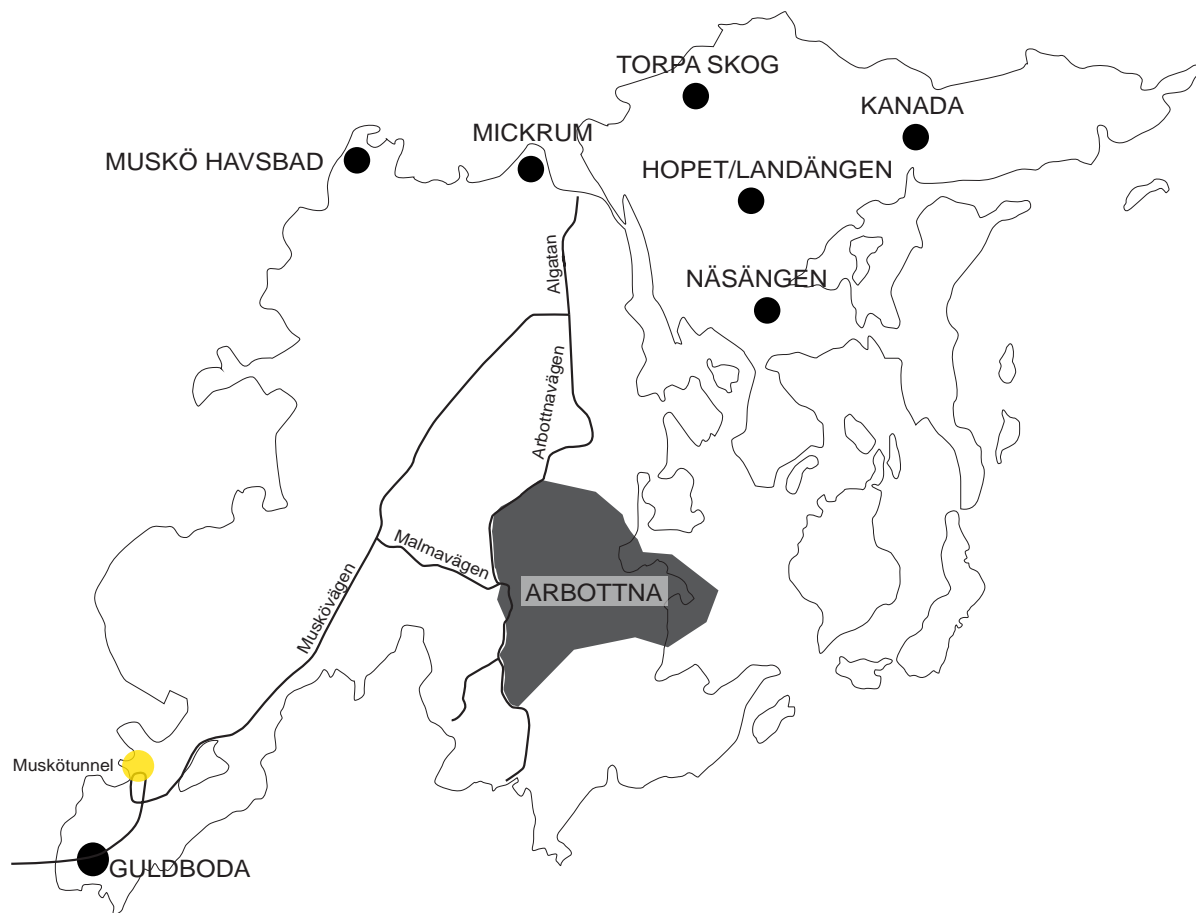 TORPA SKOG
KANADA
MICKRUM
MUSKÖ HAVSBAD
HOPET/LANDÄNGEN
NÄSÄNGEN
Algatan
Arbottnavägen
Malmavägen
ARBOTTNA
Muskövägen
Muskötunnel
GULDBODA